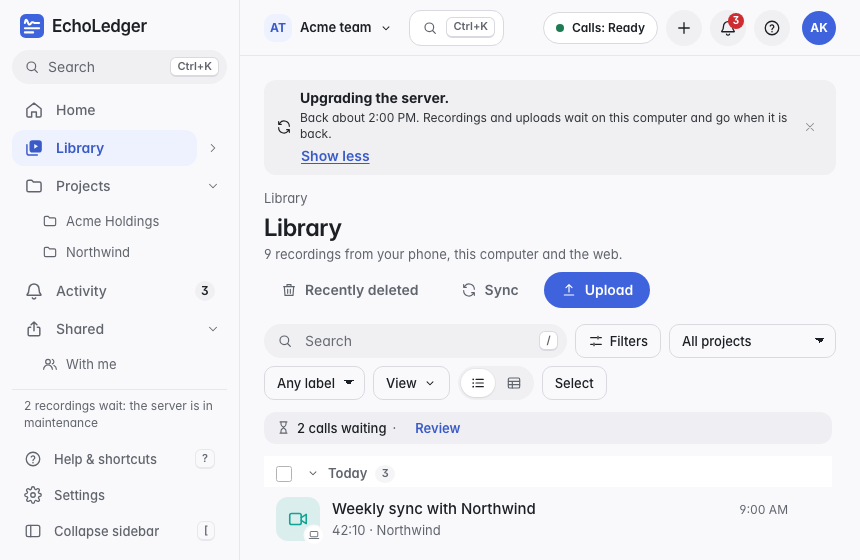 EchoLedger
Search
Ctrl+K
Home
Library
Projects
Acme Holdings
Northwind
Activity
3
Shared
With me
2 recordings wait: the server is in
maintenance
Help & shortcuts
?
Settings
Collapse sidebar
[
AT
Acme team
Ctrl+K
Calls: Ready
3
AK
Upgrading the server.
Back about 2:00 PM. Recordings and uploads wait on this computer and go when it is
back.
Show less
Library
Library
9 recordings from your phone, this computer and the web.
Recently deleted
Sync
Upload
Search
/
Filters
All projects
Any label
View
Select
2 calls waiting ·
Review
Today
3
Weekly sync with Northwind
9:00 AM
42:10 · Northwind